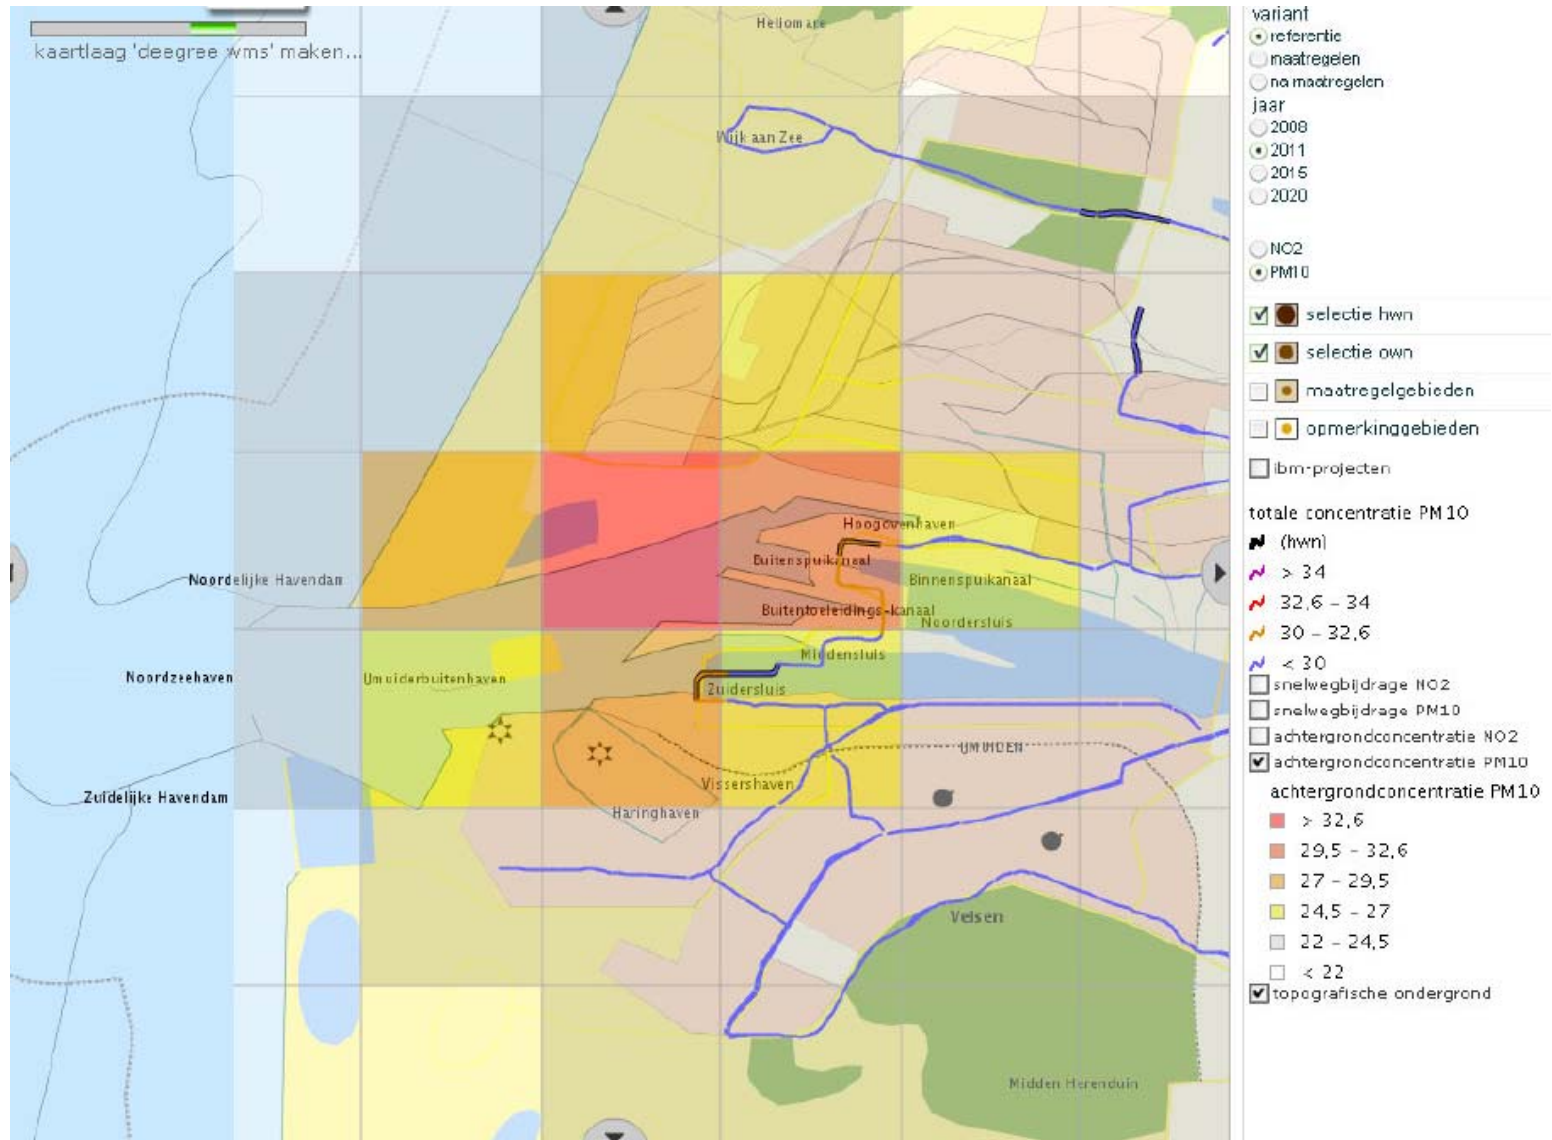 kaartlaag 'deegree wms' maken...
Heliomare
Wijk aan Zee
Hoogovenhaven
Buitenspuikanaal
Binnenspuikanaal
Noordelijke Havendam
Buitentoeleidings-kanaal
Noordersluis
Middensluis
Noordzeehaven
IJmuiderbuitenhaven
Zuidersluis
IJMUIDEN
Vissershaven
Zuidelijke Havendam
Haringhaven
Velsen
Midden Herenduin
variant
referentie
maatregelen
na maatregelen
jaar
2008
2011
2015
2020
NO2
PM10
selectie hwn
selectie own
maatregelgebieden
opmerkinggebieden
ibm-projecten
totale concentratie PM10
(hwn)
> 34
32,6 - 34
30 - 32,6
< 30
snelwegbijdrage NO2
snelwegbijdrage PM10
achtergrondconcentratie NO2
achtergrondconcentratie PM10
achtergrondconcentratie PM10
> 32,6
29,5 - 32,6
27 - 29,5
24,5 - 27
22 - 24,5
< 22
topografische ondergrond